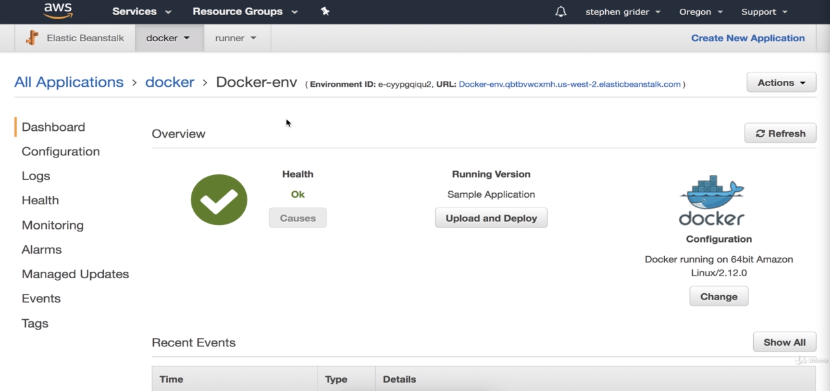 aws
Services Resource Groups stephen grider Oregon Support
Elastic Beanstalk docker runner Create New Application
All Applications > docker > Docker-env ( Environment ID: e-cyypgqiqu2, URL: Docker-env.qbtbvwcxmh.us-west-2.elasticbeanstalk.com ) Actions
Dashboard
Configuration
Logs
Health
Monitoring
Alarms
Managed Updates
Events
Tags
Overview Refresh
Health
Ok
Causes
Running Version
Sample Application
Upload and Deploy
docker
Configuration
Docker running on 64bit Amazon
Linux/2.12.0
Change
Recent Events Show All
Time Type Details